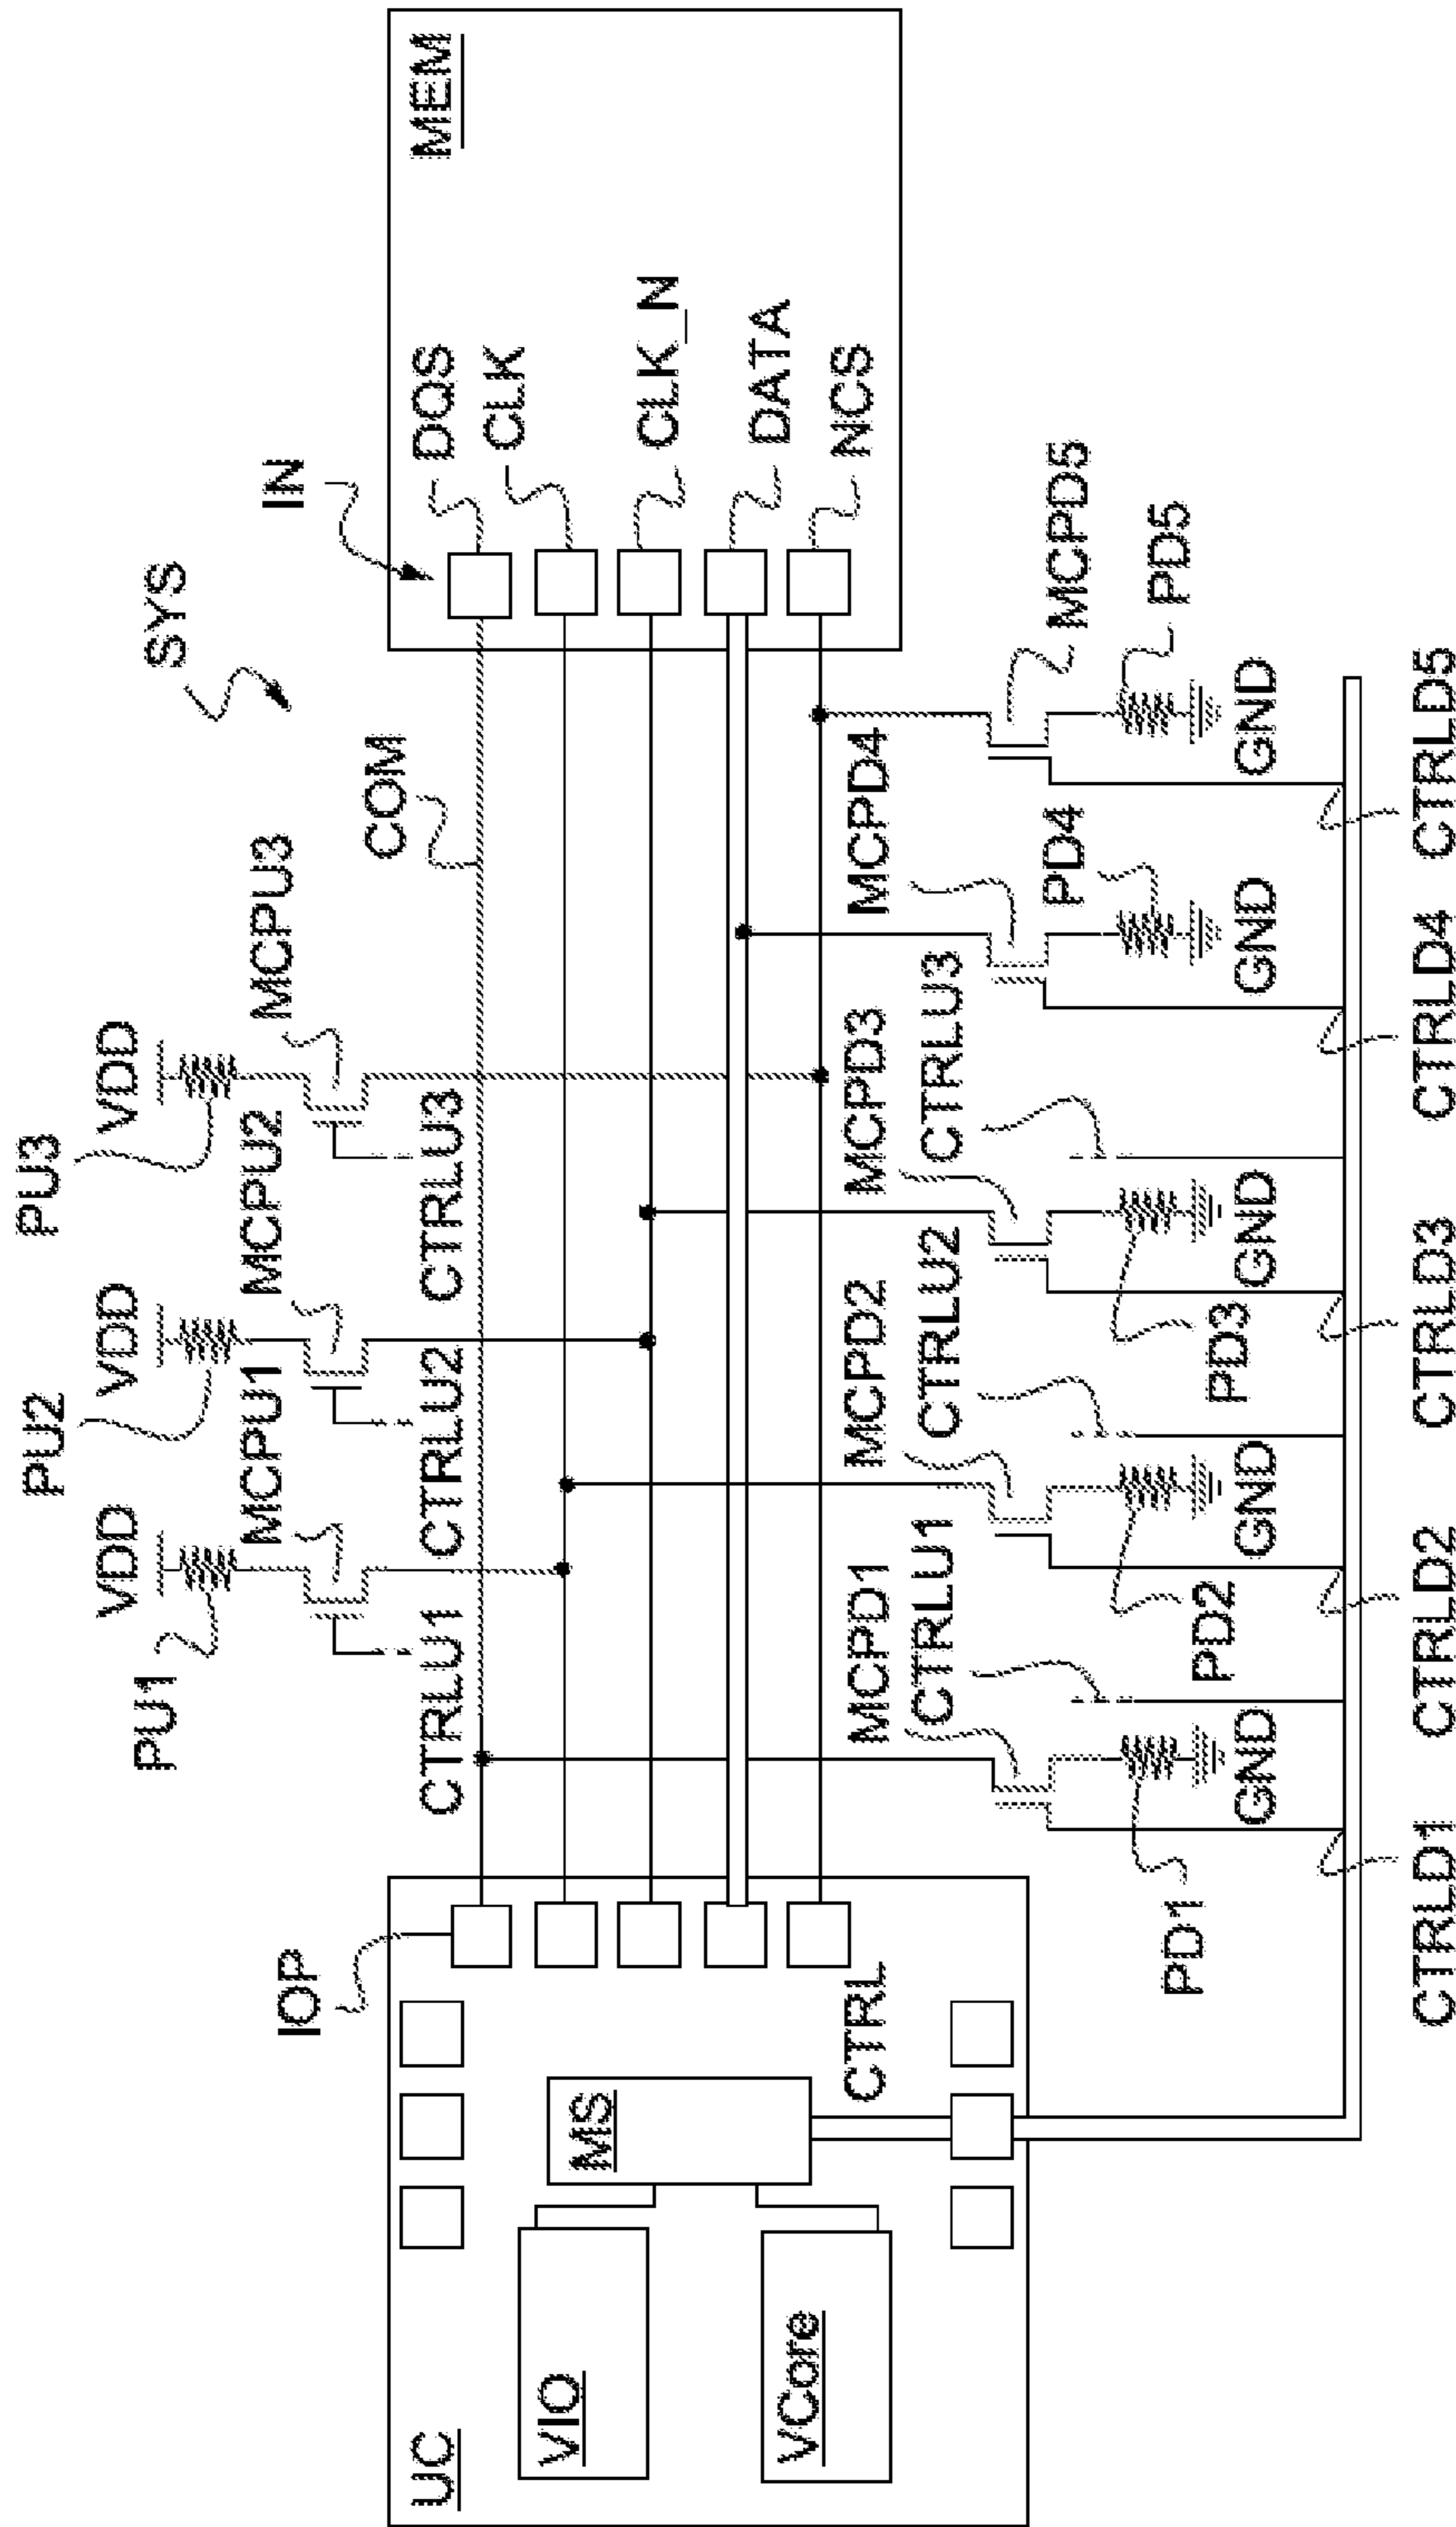 SYS
PU1
PU2
PU3
VDD
VDD
VDD
MCPU1
MCPU2
MCPU3
IN
IOP
COM
CTRLU1
CTRLU2
CTRLU3
UC
MEM
DQS
CLK
CLK_N
DATA
NCS
VIO
MS
VCore
CTRL
MCPD1
MCPD2
MCPD3
MCPD4
MCPD5
CTRLU1
CTRLU2
CTRLU3
PD4
PD5
PD1
PD2
PD3
GND
GND
GND
GND
GND
CTRLD1
CTRLD2
CTRLD3
CTRLD4
CTRLD5